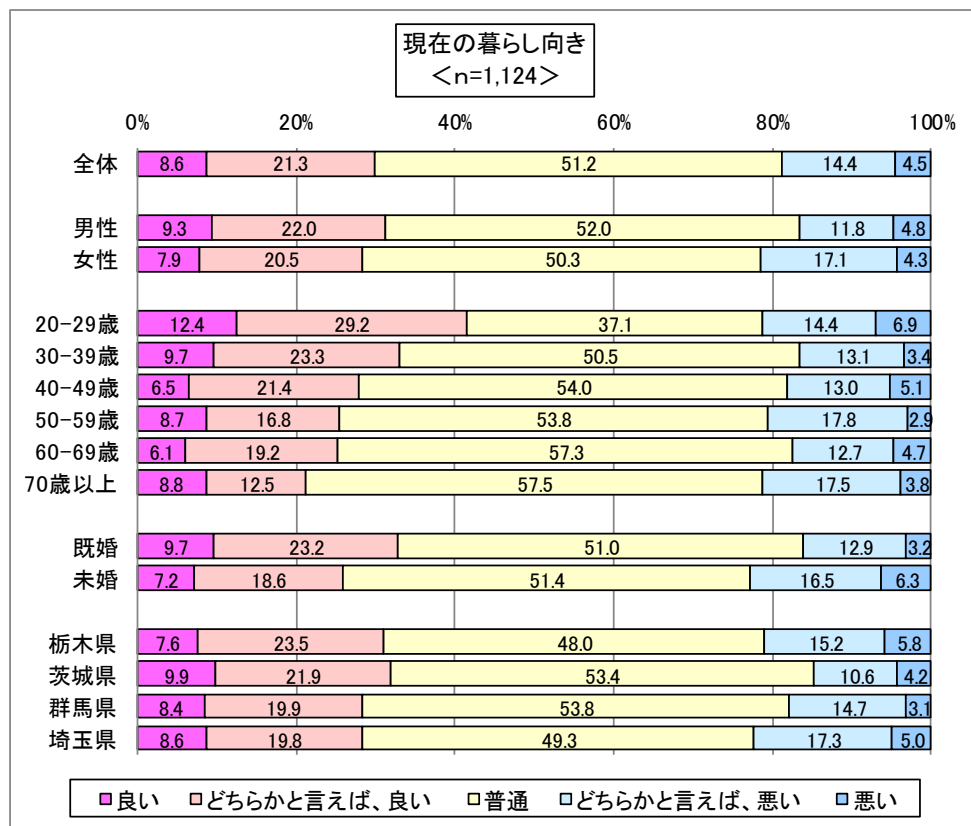 現在の暮らし向き
＜n=1,124＞
0% 20% 40% 60% 80% 100%
全体 8.6 21.3 51.2 14.4 4.5
男性 9.3 22.0 52.0 11.8 4.8
女性 7.9 20.5 50.3 17.1 4.3
20-29歳 12.4 29.2 37.1 14.4 6.9
30-39歳 9.7 23.3 50.5 13.1 3.4
40-49歳 6.5 21.4 54.0 13.0 5.1
50-59歳 8.7 16.8 53.8 17.8 2.9
60-69歳 6.1 19.2 57.3 12.7 4.7
70歳以上 8.8 12.5 57.5 17.5 3.8
既婚 9.7 23.2 51.0 12.9 3.2
未婚 7.2 18.6 51.4 16.5 6.3
栃木県 7.6 23.5 48.0 15.2 5.8
茨城県 9.9 21.9 53.4 10.6 4.2
群馬県 8.4 19.9 53.8 14.7 3.1
埼玉県 8.6 19.8 49.3 17.3 5.0
良い どちらかと言えば、良い 普通 どちらかと言えば、悪い 悪い